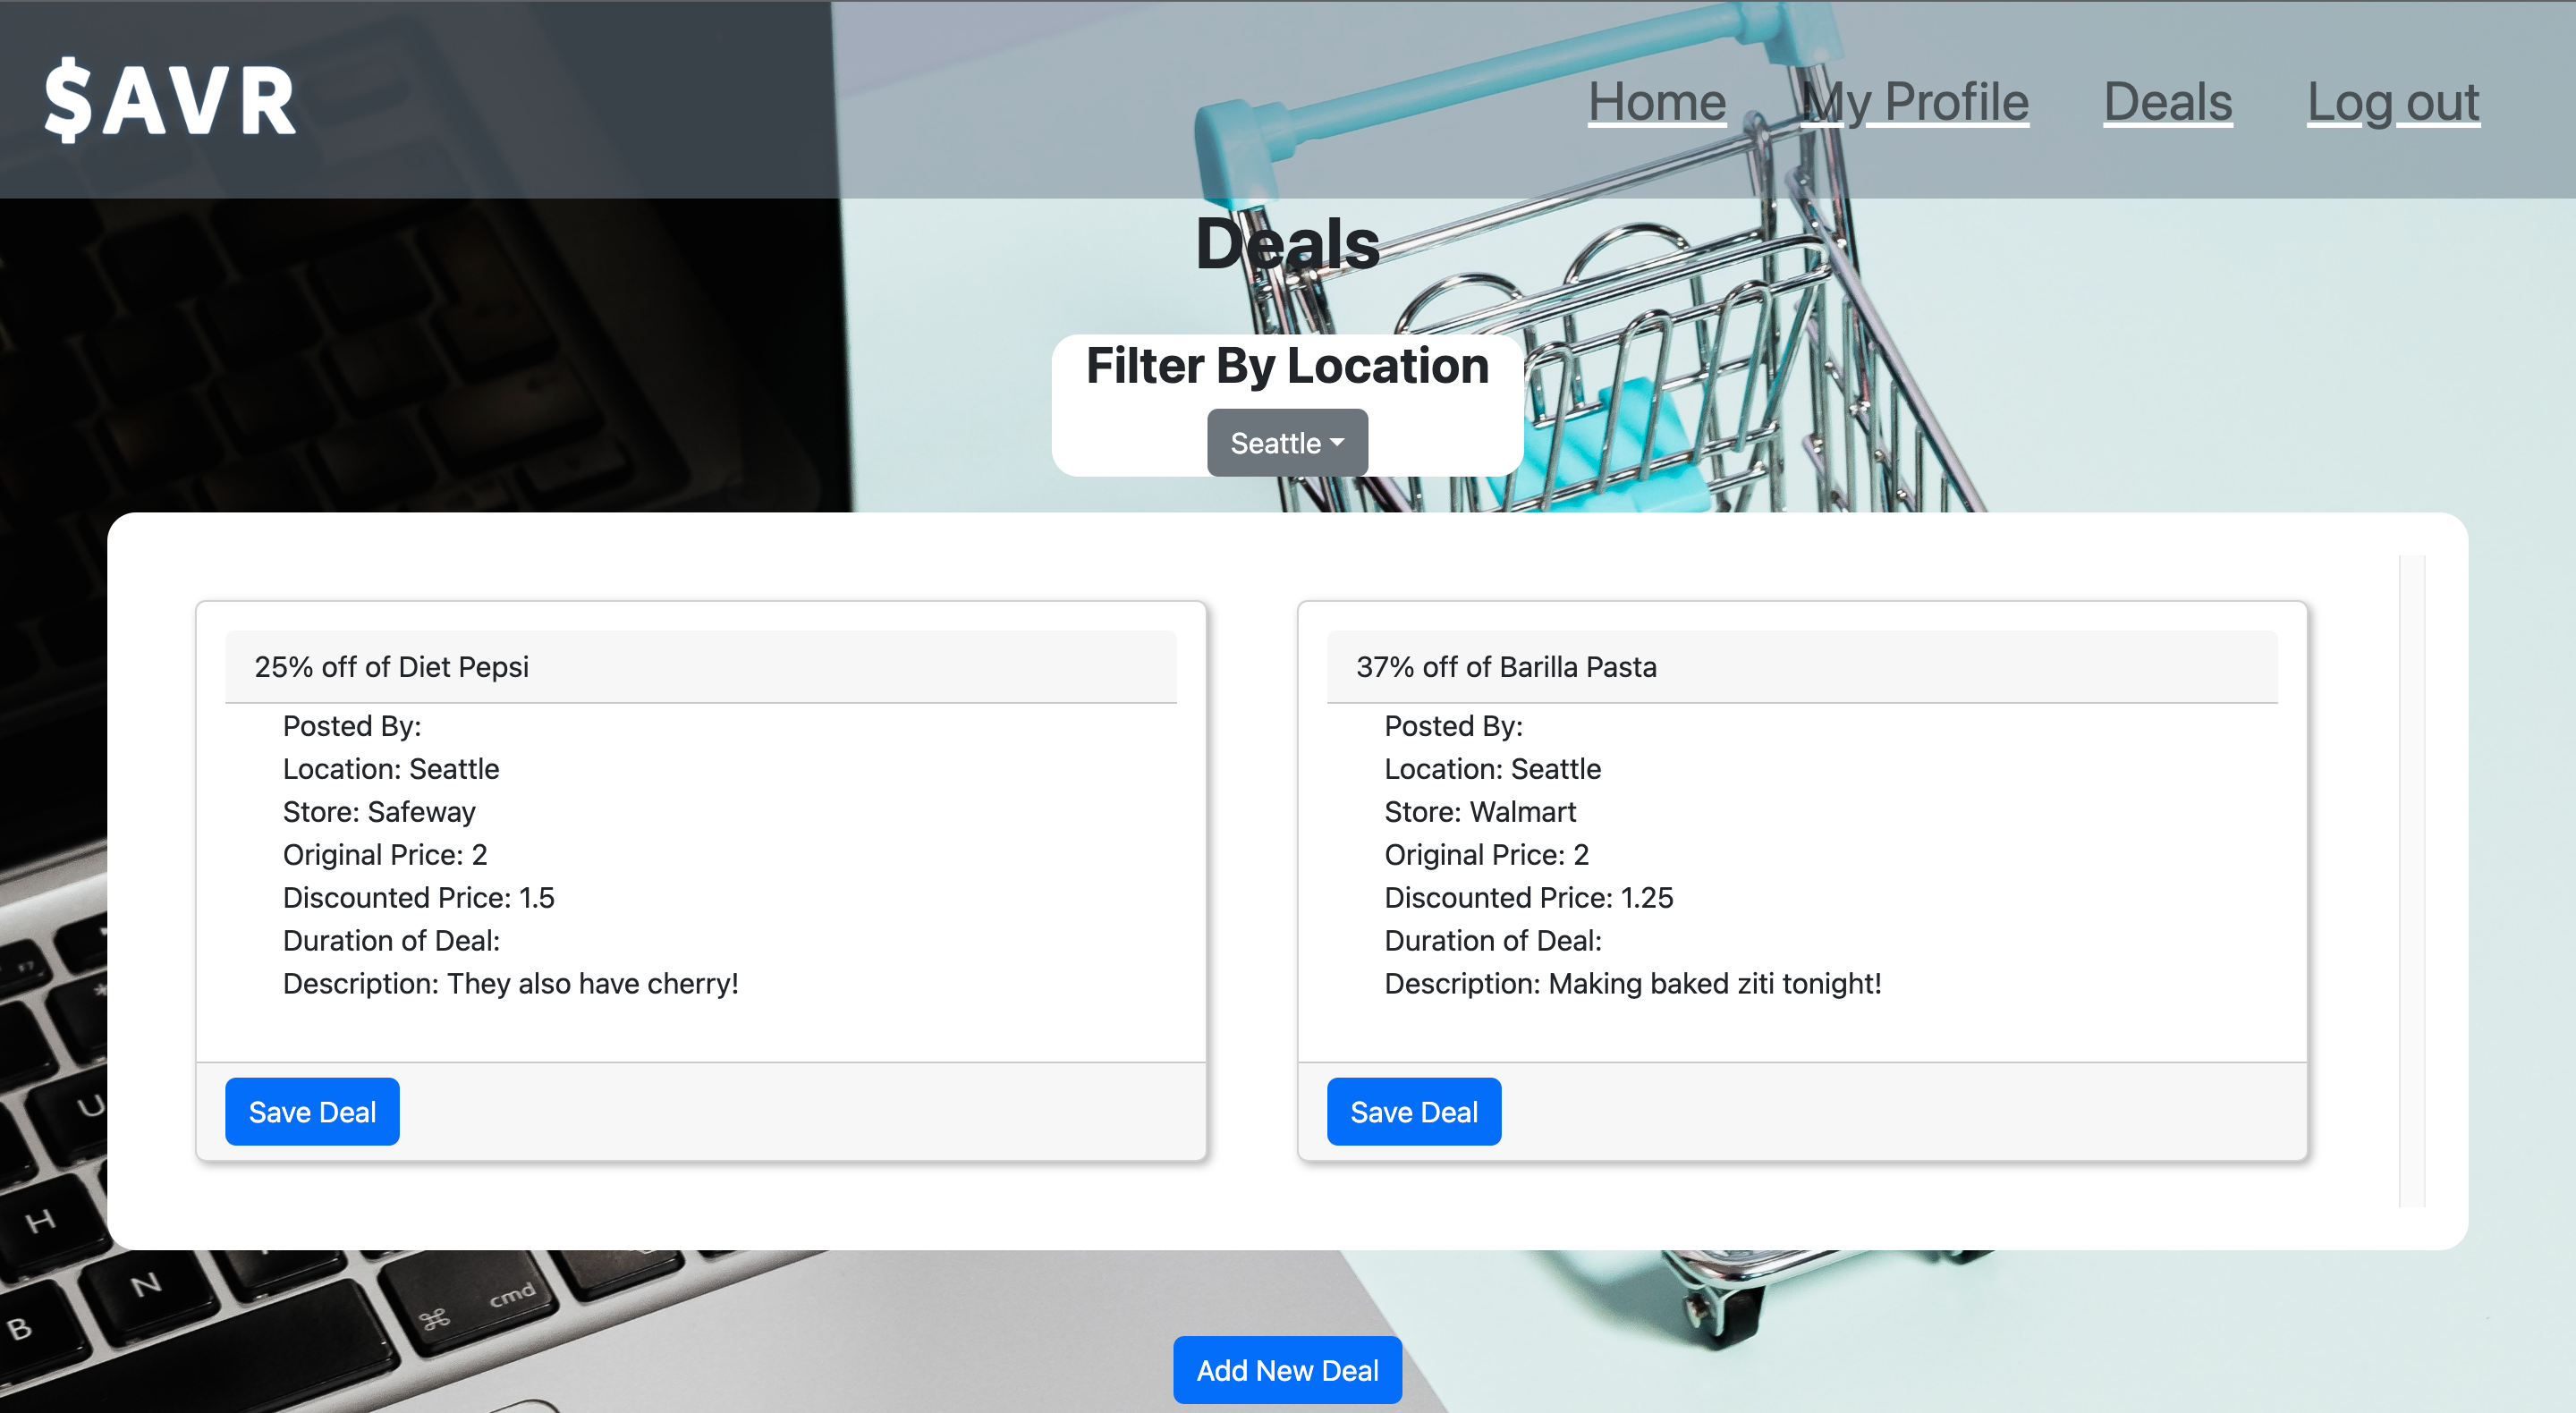 $AVR
Home My Profile Deals Log out
Deals
Filter By Location
Seattle
25% off of Diet Pepsi
Posted By:
Location: Seattle
Store: Safeway
Original Price: 2
Discounted Price: 1.5
Duration of Deal:
Description: They also have cherry!
Save Deal
37% off of Barilla Pasta
Posted By:
Location: Seattle
Store: Walmart
Original Price: 2
Discounted Price: 1.25
Duration of Deal:
Description: Making baked ziti tonight!
Save Deal
F7
*
U
H
N
B
⌘ cmd
Add New Deal